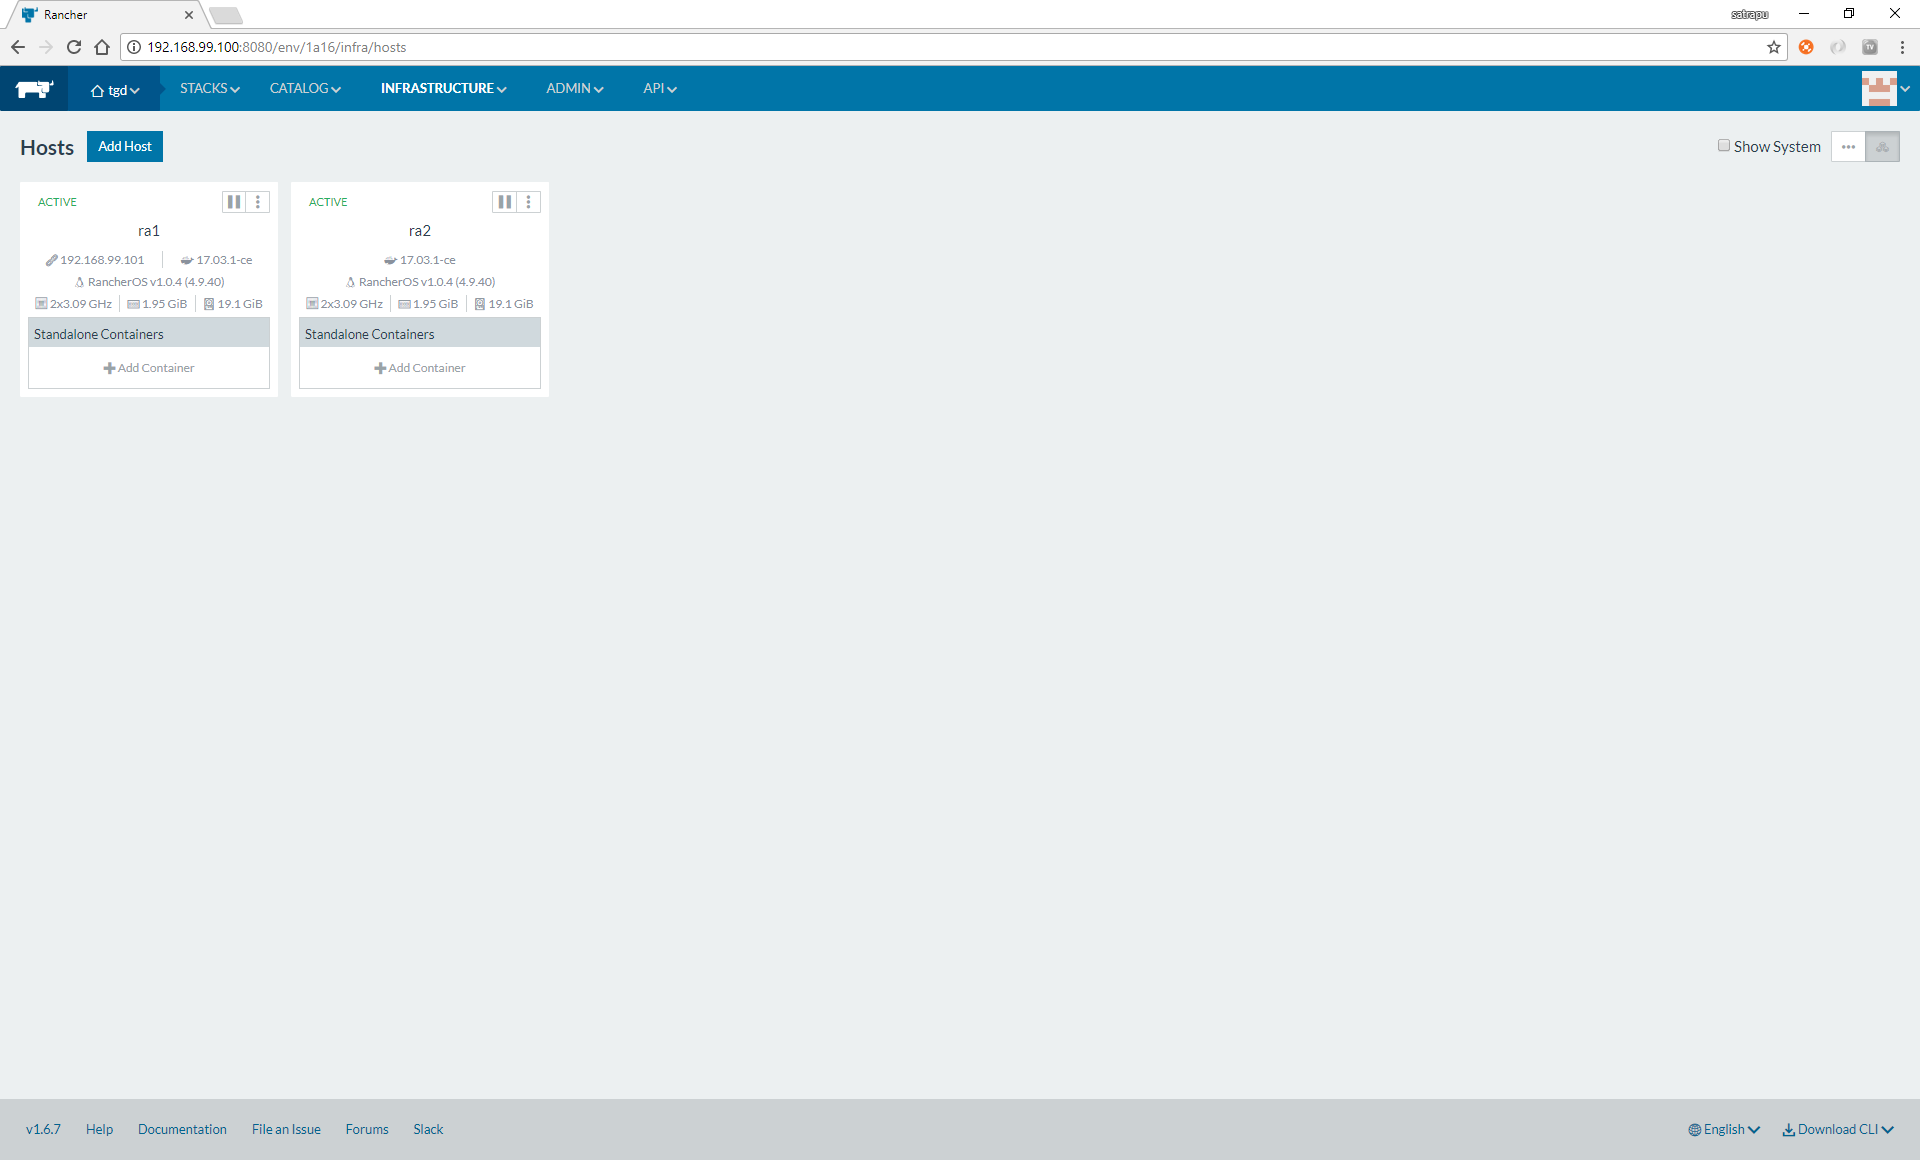 Rancher
satrapu
192.168.99.100:8080/env/1a16/infra/hosts
tgd STACKS CATALOG INFRASTRUCTURE ADMIN API
Hosts Add Host Show System
ACTIVE
ra1
192.168.99.101 17.03.1-ce
RancherOS v1.0.4 (4.9.40)
2x3.09 GHz 1.95 GiB 19.1 GiB
Standalone Containers
Add Container
ACTIVE
ra2
17.03.1-ce
RancherOS v1.0.4 (4.9.40)
2x3.09 GHz 1.95 GiB 19.1 GiB
Standalone Containers
Add Container
v1.6.7 Help Documentation File an Issue Forums Slack English Download CLI